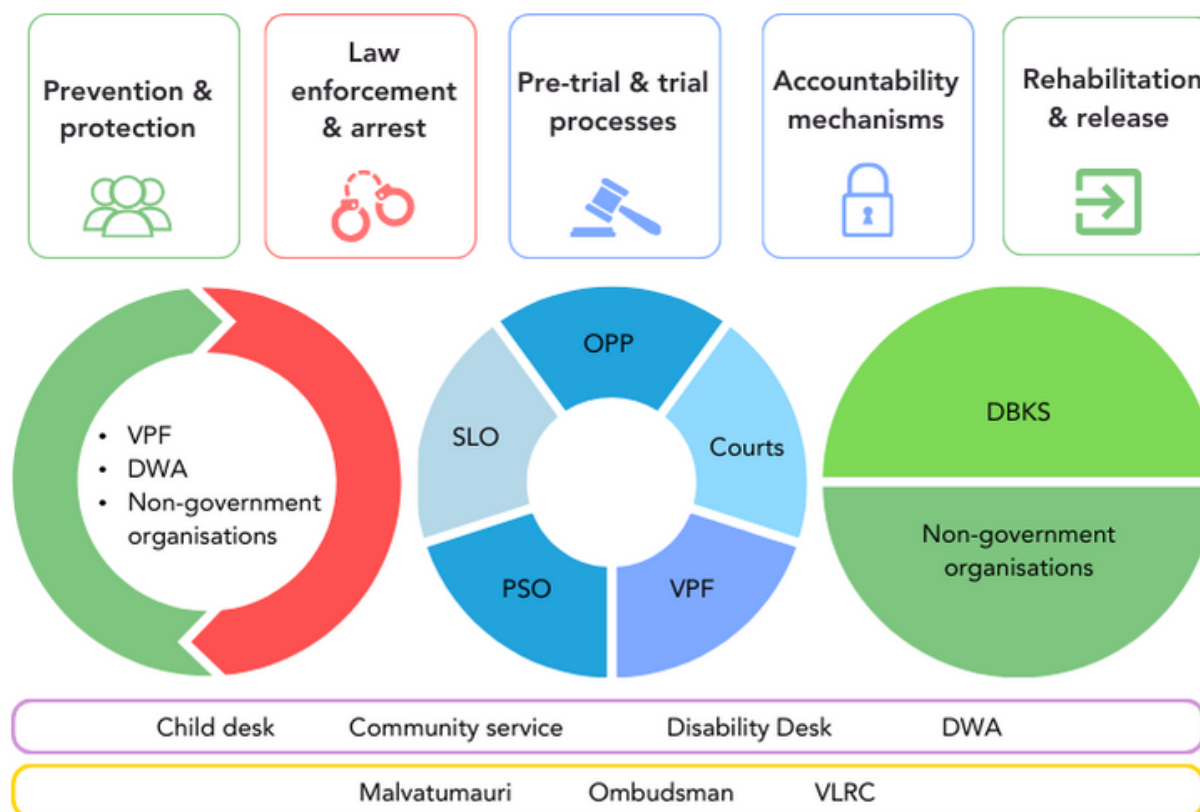 Prevention &
protection
Law
enforcement
& arrest
Pre-trial & trial
processes
Accountability
mechanisms
Rehabilitation
& release
• VPF
• DWA
• Non-government
organisations
OPP
SLO
Courts
PSO
VPF
DBKS
Non-government
organisations
Child desk Community service Disability Desk DWA
Malvatumauri Ombudsman VLRC